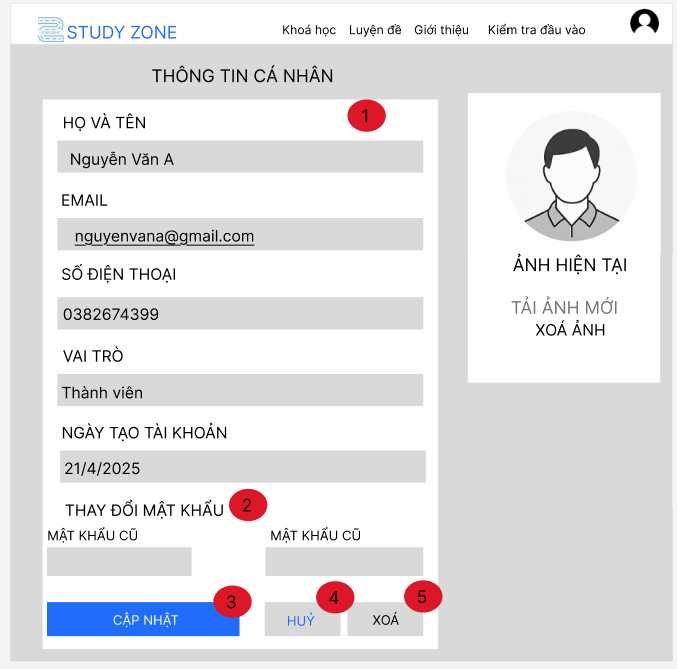 STUDY ZONE
Khoá học Luyện đề Giới thiệu Kiểm tra đầu vào
THÔNG TIN CÁ NHÂN
1
HỌ VÀ TÊN
Nguyễn Văn A
EMAIL
nguyenvana@gmail.com
SỐ ĐIỆN THOẠI
0382674399
VAI TRÒ
Thành viên
NGÀY TẠO TÀI KHOẢN
21/4/2025
THAY ĐỔI MẬT KHẨU 2
MẬT KHẨU CŨ MẬT KHẨU CŨ
3 4 5
CẬP NHẬT HUỶ XOÁ
ẢNH HIỆN TẠI
TẢI ẢNH MỚI
XOÁ ẢNH